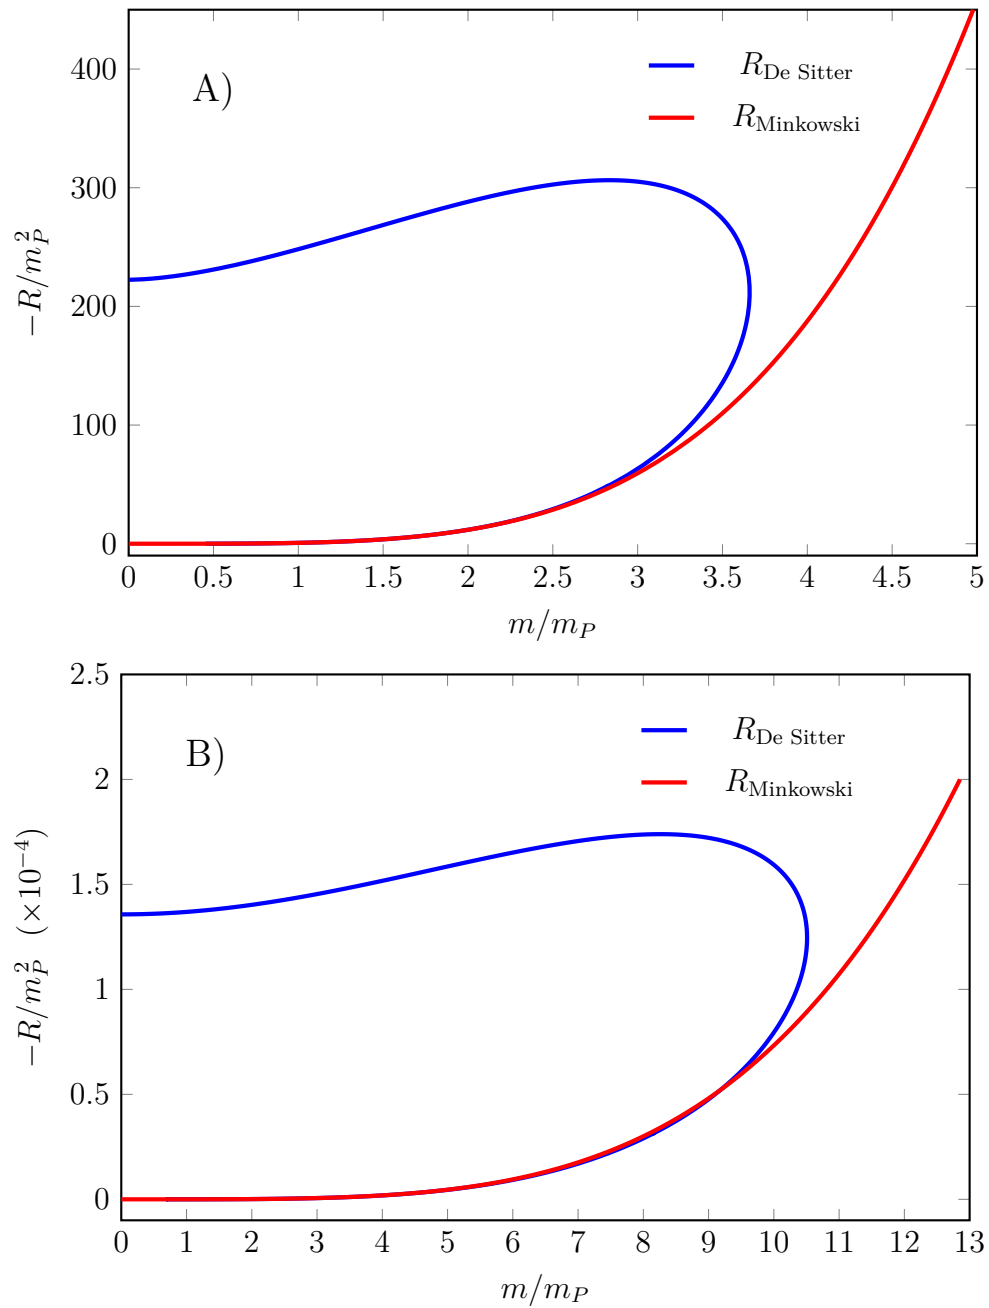 A)
R_De Sitter
R_Minkowski
−R/m_P^2
400
300
200
100
0
0 0.5 1 1.5 2 2.5 3 3.5 4 4.5 5
m/m_P
B)
R_De Sitter
R_Minkowski
−R/m_P^2 (×10^−4)
2.5
2
1.5
1
0.5
0
0 1 2 3 4 5 6 7 8 9 10 11 12 13
m/m_P